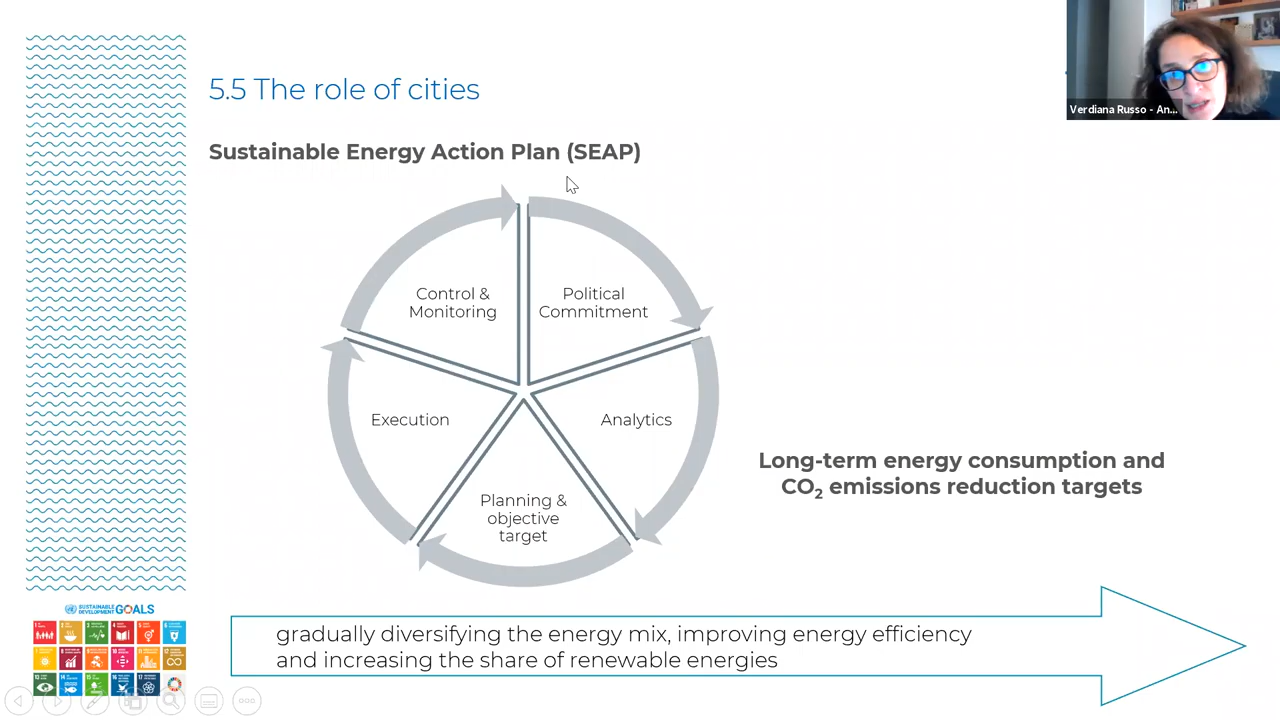 5.5 The role of cities
Verdiana Russo - An...
Sustainable Energy Action Plan (SEAP)
Control &
Monitoring
Political
Commitment
Execution
Analytics
Planning &
objective
target
Long-term energy consumption and
CO₂ emissions reduction targets
SUSTAINABLE
DEVELOPMENT
GOALS
gradually diversifying the energy mix, improving energy efficiency
and increasing the share of renewable energies